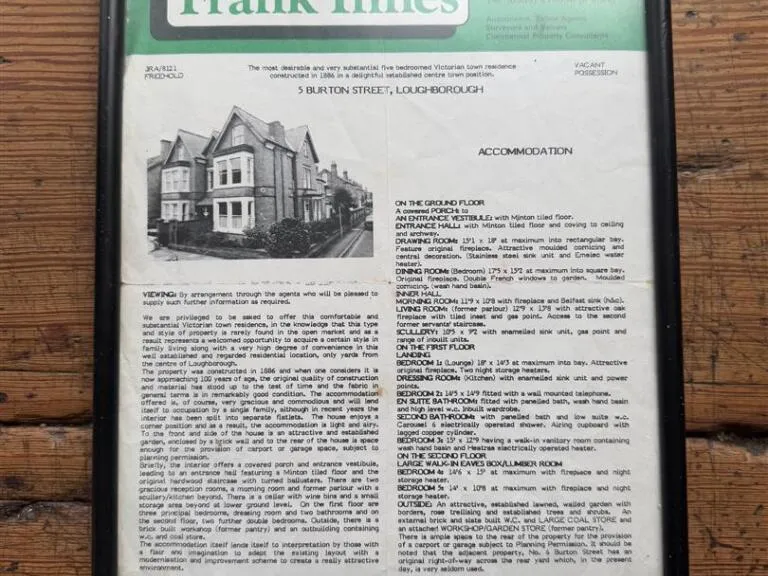 Frank Innes
Auctioneers, Estate Agents
Surveyors and Valuers
Commercial Property Consultants
JRA/8121
FREEHOLD
The most desirable and very substantial five bedroomed Victorian town residence
constructed in 1886 in a delightful established centre town position.
VACANT
POSSESSION
5 BURTON STREET, LOUGHBOROUGH
VIEWING: By arrangement through the agents who will be pleased to
supply such further information as required.
We are privileged to be asked to offer this comfortable and
substantial Victorian town residence, in the knowledge that this type
and style of property is rarely found in the open market and as a
result represents a welcomed opportunity to acquire a certain style in
family living along with a very high degree of convenience in this
well established and regarded residential location, only yards from
the centre of Loughborough.
The property was constructed in 1886 and when one considers it is
now approaching 100 years of age, the original quality of construction
and material has stood up to the test of time and the fabric in
general terms is in remarkably good condition. The accommodation
offered is, of course, very gracious and commodious and will lend
itself to occupation by a single family, although in recent years the
interior has been split into separate flatlets. The house enjoys a
corner position and as a result, the accommodation is light and airy.
To the front and side of the house is an attractive and established
garden, enclosed by a brick wall and to the rear of the house is space
enough for the provision of carport or garage space, subject to
planning permission.
Briefly, the interior offers a covered porch and entrance vestibule,
leading to an entrance hall featuring a Minton tiled floor and the
original hardwood staircase with turned ballusters. There are two
gracious reception rooms, a morning room and former parlour with a
scullery/kitchen beyond. There is a cellar with wine bins and a small
storage area beyond at lower ground level. On the first floor are
three principal bedrooms, dressing room and two bathrooms and on
the second floor, two further double bedrooms. Outside, there is a
brick built workshop (former pantry) and an outbuilding containing
w.c. and coal store.
The accommodation itself lends itself to interpretation by those with
a flair and imagination to adapt the existing layout with a
modernisation and improvement scheme to create a really attractive
environment.
ACCOMMODATION
ON THE GROUND FLOOR
A covered PORCH: to
AN ENTRANCE VESTIBULE: with Minton tiled floor.
ENTRANCE HALL: with Minton tiled floor and coving to ceiling
and archway.
DRAWING ROOM: 15'1 x 18' at maximum into rectangular bay.
Feature original fireplace. Attractive moulded cornicing and
central decoration. (Stainless steel sink unit and Emelec water
heater).
DINING ROOM: (Bedroom) 17'5 x 15'2 at maximum into square bay.
Original fireplace. Double French windows to garden. Moulded
cornicing. (wash hand basin).
INNER HALL
MORNING ROOM: 11'9 x 10'8 with fireplace and Belfast sink (h&c).
LIVING ROOM: (former parlour) 12'9 x 13'8 with attractive oak
fireplace with tiled inset and gas point. Access to the second
former servants' staircase.
SCULLERY: 10'5 x 9'2 with enamelled sink unit, gas point and
range of inbuilt units.
ON THE FIRST FLOOR
LANDING
BEDROOM 1: (Lounge) 18' x 14'3 at maximum into bay. Attractive
original fireplace. Two night storage heaters.
DRESSING ROOM: (Kitchen) with enamelled sink unit and power
points.
BEDROOM 2: 14'5 x 14'9 fitted with a wall mounted telephone.
EN SUITE BATHROOM: fitted with panelled bath, wash hand basin
and high level w.c. Inbuilt wardrobe.
SECOND BATHROOM: with panelled bath and low suite w.c.
Carousel 6 electrically operated shower. Airing cupboard with
lagged copper cylinder.
BEDROOM 3: 15' x 12'9 having a walk-in vanitory room containing
wash hand basin and Heatrae electrically operated heater.
ON THE SECOND FLOOR
LARGE WALK-IN EAVES BOX/LUMBER ROOM
BEDROOM 4: 14'6 x 15' at maximum with fireplace and night
storage heater.
BEDROOM 5: 14' x 10'8 at maximum with fireplace and night
storage heater.
OUTSIDE: An attractive, established lawned, walled garden with
borders, rose trellising and established trees and shrubs. An
external brick and slate built W.C. and LARGE COAL STORE and
an attached WORKSHOP/GARDEN STORE (former pantry).
There is ample space to the rear of the property for the provision
of a carport or garage subject to Planning Permission. It should be
noted that the adjacent property, No. 6 Burton Street has an
original right-of-way across the rear yard which, in the present
day, is very seldom used.